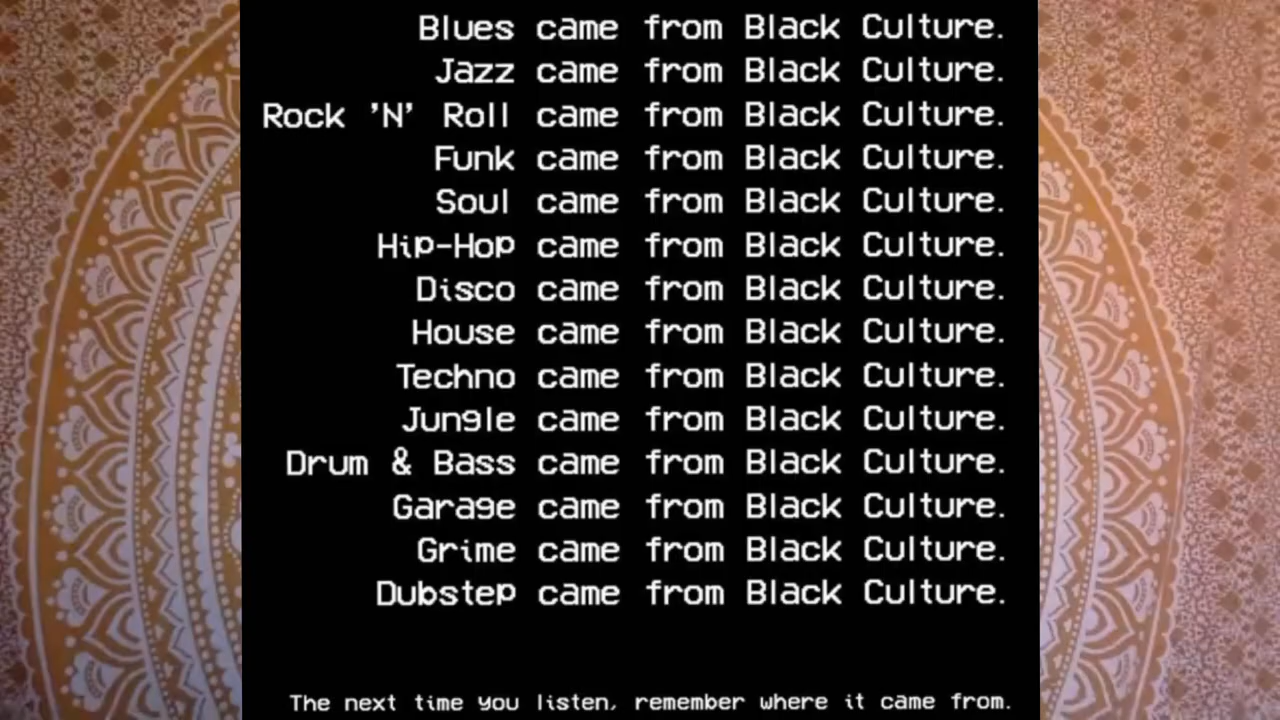 Blues came from Black Culture.
Jazz came from Black Culture.
Rock 'N' Roll came from Black Culture.
Funk came from Black Culture.
Soul came from Black Culture.
Hip-Hop came from Black Culture.
Disco came from Black Culture.
House came from Black Culture.
Techno came from Black Culture.
Jungle came from Black Culture.
Drum & Bass came from Black Culture.
Garage came from Black Culture.
Grime came from Black Culture.
Dubstep came from Black Culture.
The next time you listen, remember where it came from.